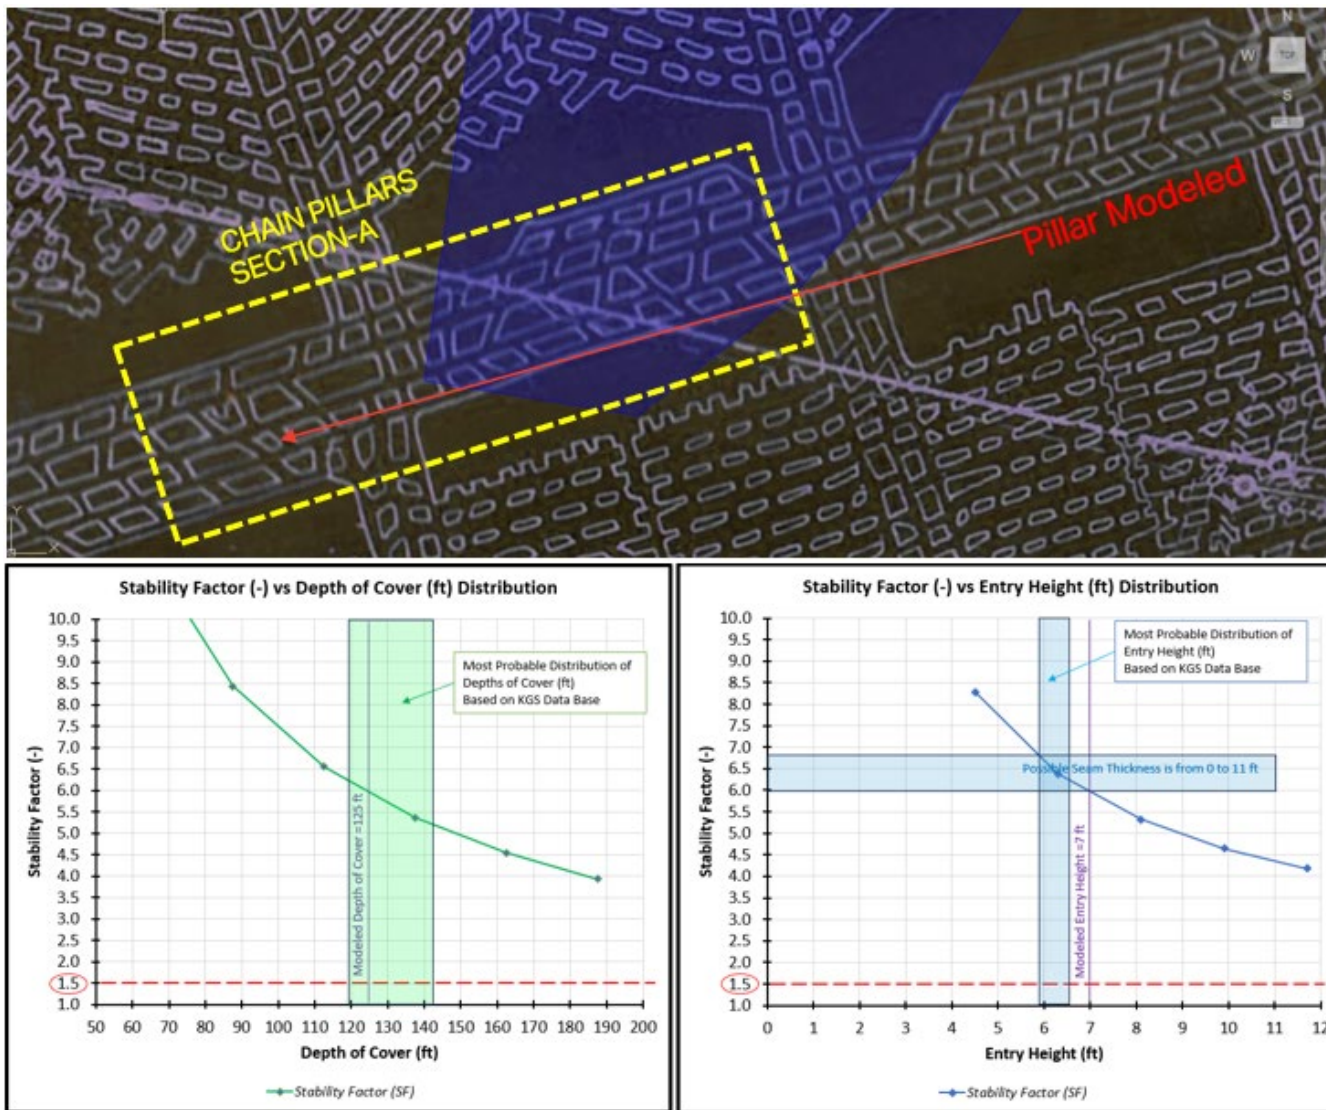 N
W
TOP
S
CHAIN PILLARS
SECTION-A
Pillar Modeled
Y
X
Stability Factor (-) vs Depth of Cover (ft) Distribution
Stability Factor (-)
10.0
9.5
9.0
8.5
8.0
7.5
7.0
6.5
6.0
5.5
5.0
4.5
4.0
3.5
3.0
2.5
2.0
1.5
1.0
Most Probable Distribution of
Depths of Cover (ft)
Based on KGS Data Base
Modeled Depth of Cover =125 ft
50 60 70 80 90 100 110 120 130 140 150 160 170 180 190 200
Depth of Cover (ft)
Stability Factor (SF)
Stability Factor (-) vs Entry Height (ft) Distribution
Stability Factor (-)
10.0
9.5
9.0
8.5
8.0
7.5
7.0
6.5
6.0
5.5
5.0
4.5
4.0
3.5
3.0
2.5
2.0
1.5
1.0
Most Probable Distribution of
Entry Height (ft)
Based on KGS Data Base
Possible Seam Thickness is from 0 to 11 ft
Modeled Entry Height =7 ft
0 1 2 3 4 5 6 7 8 9 10 11 12
Entry Height (ft)
Stability Factor (SF)